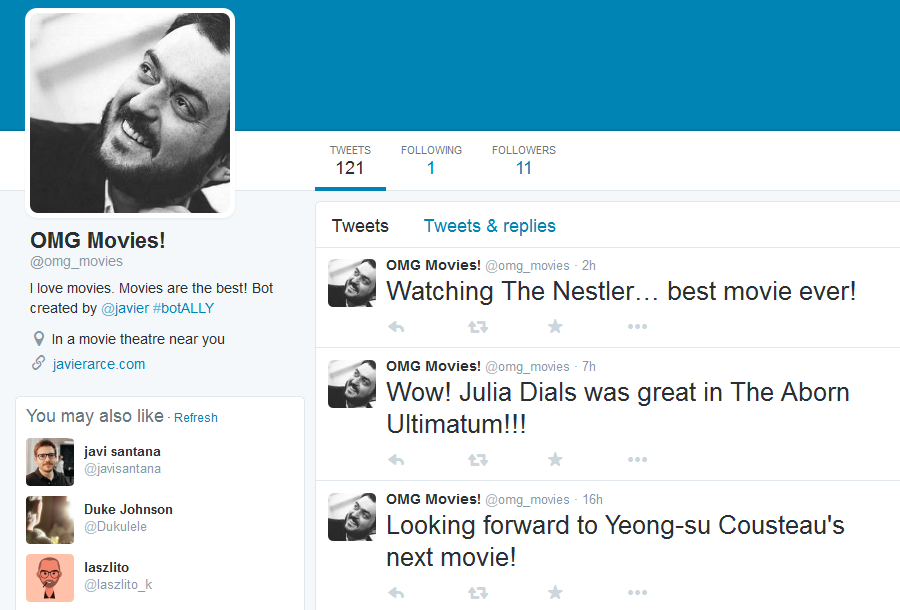 TWEETS
121
FOLLOWING
1
FOLLOWERS
11
OMG Movies!
@omg_movies
I love movies. Movies are the best! Bot
created by @javier #botALLY
In a movie theatre near you
javierarce.com
You may also like · Refresh
javi santana
@javisantana
Duke Johnson
@Dukulele
laszlito
@laszlito_k
Tweets Tweets & replies
OMG Movies! @omg_movies · 2h
Watching The Nestler… best movie ever!
OMG Movies! @omg_movies · 7h
Wow! Julia Dials was great in The Aborn
Ultimatum!!!
OMG Movies! @omg_movies · 16h
Looking forward to Yeong-su Cousteau's
next movie!